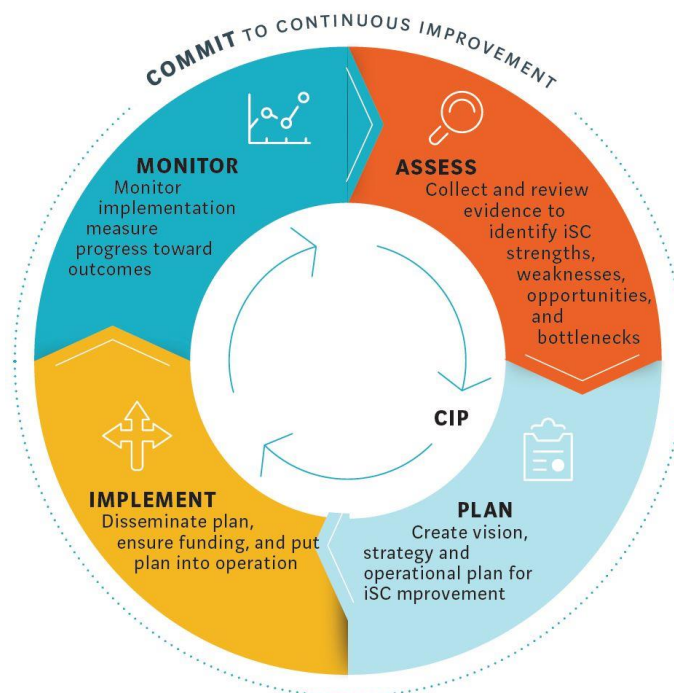 COMMIT TO CONTINUOUS IMPROVEMENT
MONITOR
Monitor
implementation
measure
progress toward
outcomes
ASSESS
Collect and review
evidence to
identify iSC
strengths,
weaknesses,
opportunities,
and
bottlenecks
CIP
IMPLEMENT
Disseminate plan,
ensure funding, and put
plan into operation
PLAN
Create vision,
strategy and
operational plan for
iSC mprovement